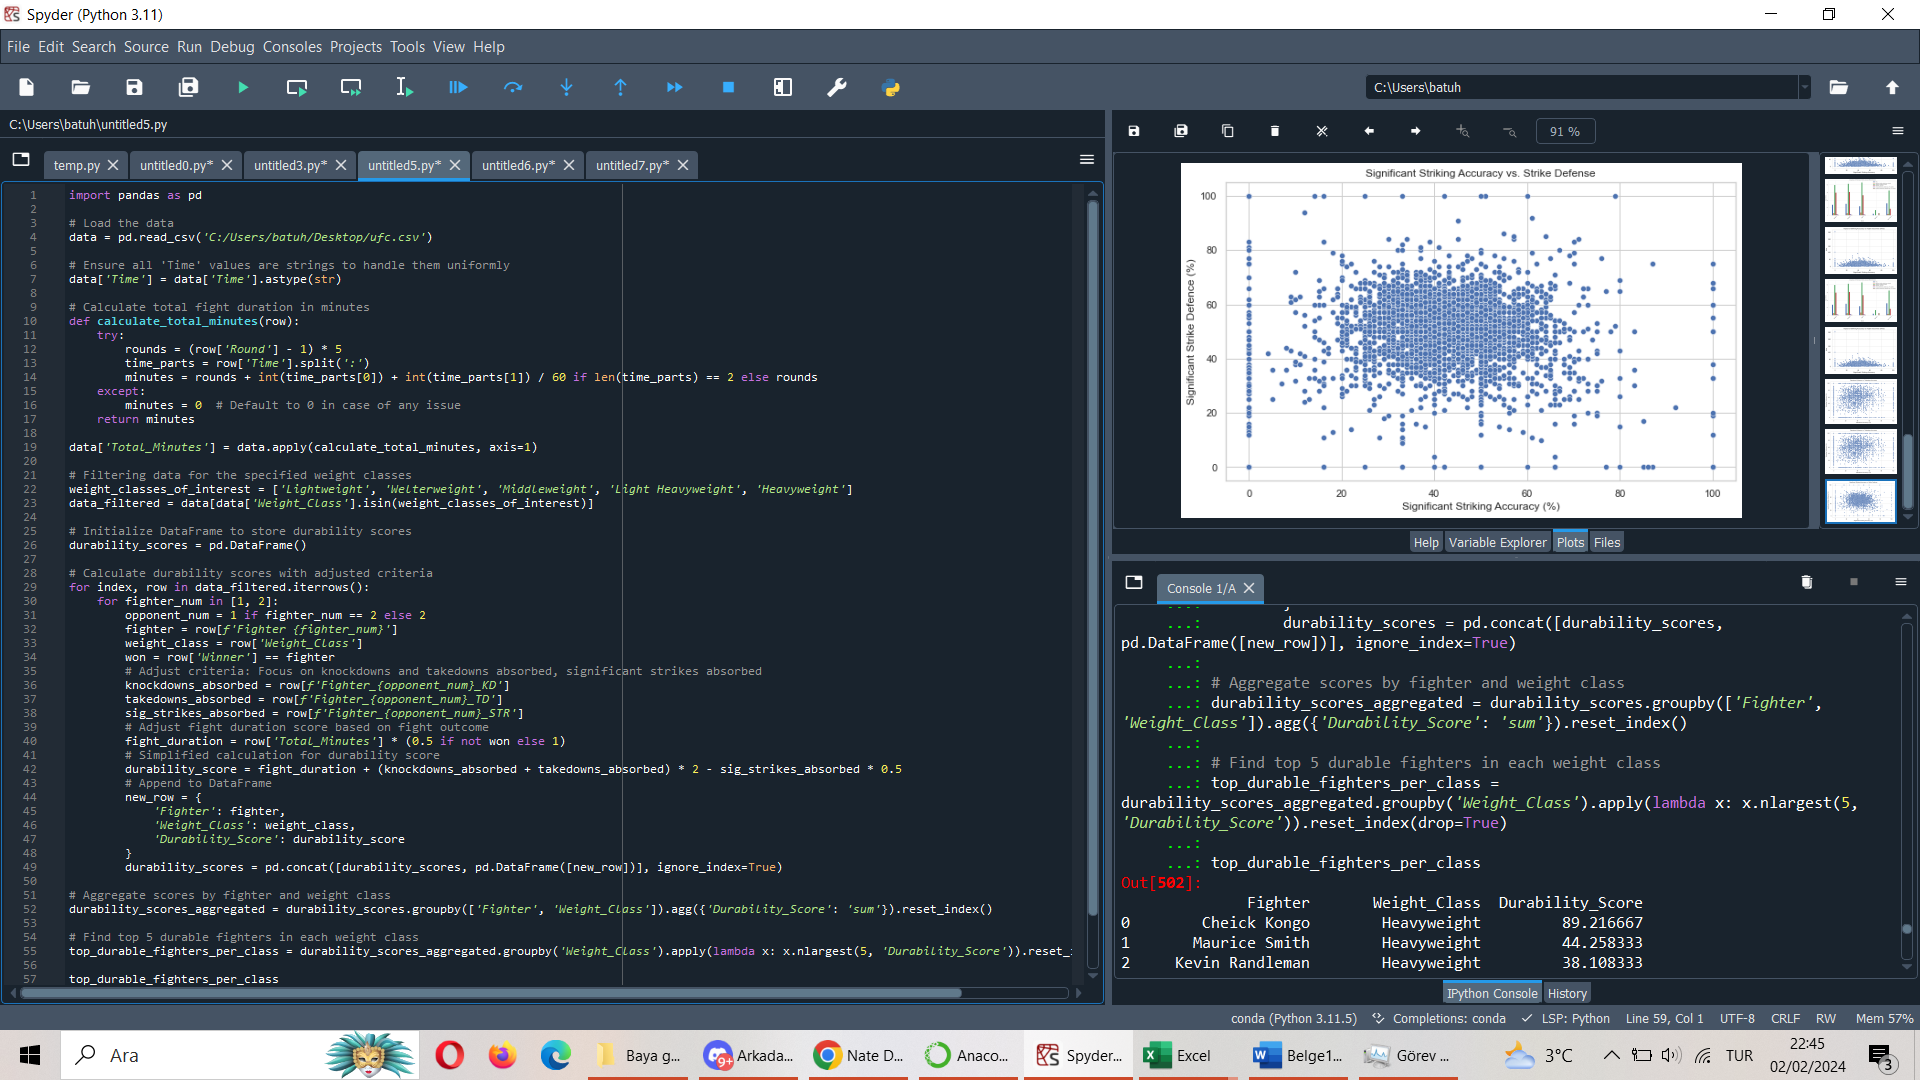 Spyder (Python 3.11)
File Edit Search Source Run Debug Consoles Projects Tools View Help
C:\Users\batuh
C:\Users\batuh\untitled5.py
temp.py untitled0.py* untitled3.py* untitled5.py* untitled6.py* untitled7.py*
1 import pandas as pd
2
3 # Load the data
4 data = pd.read_csv('C:/Users/batuh/Desktop/ufc.csv')
5
6 # Ensure all 'Time' values are strings to handle them uniformly
7 data['Time'] = data['Time'].astype(str)
8
9 # Calculate total fight duration in minutes
10 def calculate_total_minutes(row):
11     try:
12         rounds = (row['Round'] - 1) * 5
13         time_parts = row['Time'].split(':')
14         minutes = rounds + int(time_parts[0]) + int(time_parts[1]) / 60 if len(time_parts) == 2 else rounds
15     except:
16         minutes = 0  # Default to 0 in case of any issue
17     return minutes
18
19 data['Total_Minutes'] = data.apply(calculate_total_minutes, axis=1)
20
21 # Filtering data for the specified weight classes
22 weight_classes_of_interest = ['Lightweight', 'Welterweight', 'Middleweight', 'Light Heavyweight', 'Heavyweight']
23 data_filtered = data[data['Weight_Class'].isin(weight_classes_of_interest)]
24
25 # Initialize DataFrame to store durability scores
26 durability_scores = pd.DataFrame()
27
28 # Calculate durability scores with adjusted criteria
29 for index, row in data_filtered.iterrows():
30     for fighter_num in [1, 2]:
31         opponent_num = 1 if fighter_num == 2 else 2
32         fighter = row[f'Fighter {fighter_num}']
33         weight_class = row['Weight_Class']
34         won = row['Winner'] == fighter
35         # Adjust criteria: Focus on knockdowns and takedowns absorbed, significant strikes absorbed
36         knockdowns_absorbed = row[f'Fighter_{opponent_num}_KD']
37         takedowns_absorbed = row[f'Fighter_{opponent_num}_TD']
38         sig_strikes_absorbed = row[f'Fighter_{opponent_num}_STR']
39         # Adjust fight duration score based on fight outcome
40         fight_duration = row['Total_Minutes'] * (0.5 if not won else 1)
41         # Simplified calculation for durability score
42         durability_score = fight_duration + (knockdowns_absorbed + takedowns_absorbed) * 2 - sig_strikes_absorbed * 0.5
43         # Append to DataFrame
44         new_row = {
45             'Fighter': fighter,
46             'Weight_Class': weight_class,
47             'Durability_Score': durability_score
48         }
49         durability_scores = pd.concat([durability_scores, pd.DataFrame([new_row])], ignore_index=True)
50
51 # Aggregate scores by fighter and weight class
52 durability_scores_aggregated = durability_scores.groupby(['Fighter', 'Weight_Class']).agg({'Durability_Score': 'sum'}).reset_index()
53
54 # Find top 5 durable fighters in each weight class
55 top_durable_fighters_per_class = durability_scores_aggregated.groupby('Weight_Class').apply(lambda x: x.nlargest(5, 'Durability_Score')).reset_
56
57 top_durable_fighters_per_class
91 %
Significant Striking Accuracy vs. Strike Defense
Significant Strike Defence (%)
100
80
60
40
20
0
0 20 40 60 80 100
Significant Striking Accuracy (%)
Help Variable Explorer Plots Files
Console 1/A
...: durability_scores = pd.concat([durability_scores,
pd.DataFrame([new_row])], ignore_index=True)
...:
...: # Aggregate scores by fighter and weight class
...: durability_scores_aggregated = durability_scores.groupby(['Fighter',
'Weight_Class']).agg({'Durability_Score': 'sum'}).reset_index()
...:
...: # Find top 5 durable fighters in each weight class
...: top_durable_fighters_per_class =
durability_scores_aggregated.groupby('Weight_Class').apply(lambda x: x.nlargest(5,
'Durability_Score')).reset_index(drop=True)
...:
...: top_durable_fighters_per_class
Out[502]:
Fighter Weight_Class Durability_Score
0 Cheick Kongo Heavyweight 89.216667
1 Maurice Smith Heavyweight 44.258333
2 Kevin Randleman Heavyweight 38.108333
IPython Console History
conda (Python 3.11.5) Completions: conda LSP: Python Line 59, Col 1 UTF-8 CRLF RW Mem 57%
Ara Baya g... 9+ Arkada... Nate D... Anaco... Spyder... Excel Belge1... Görev ... 3°C TUR 22:45
02/02/2024 3